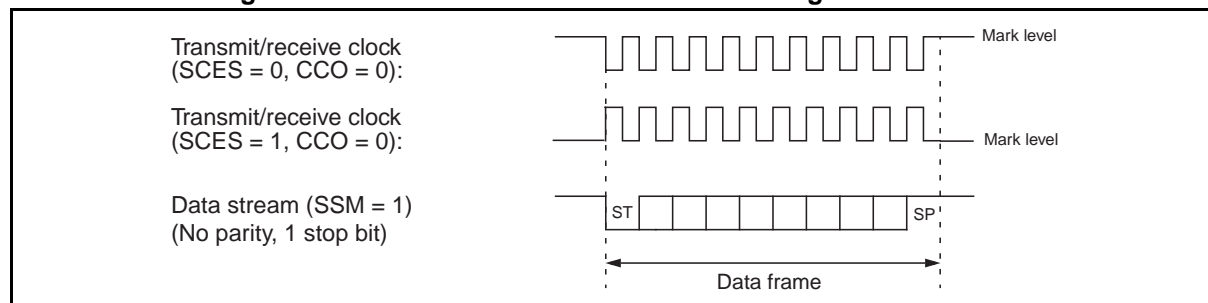 Transmit/receive clock
(SCES = 0, CCO = 0):
Mark level
Transmit/receive clock
(SCES = 1, CCO = 0):
Mark level
Data stream (SSM = 1)
(No parity, 1 stop bit)
ST
SP
Data frame